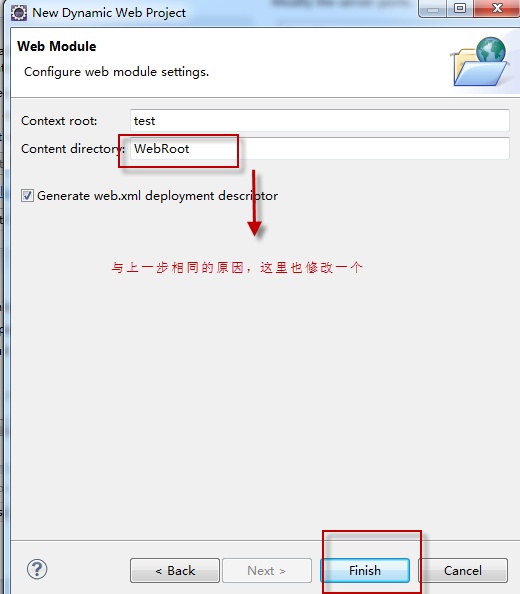 New Dynamic Web Project
Web Module
Configure web module settings.
Context root: test
Content directory: WebRoot
Generate web.xml deployment descriptor
与上一步相同的原因，这里也修改一个
?
< Back Next > Finish Cancel